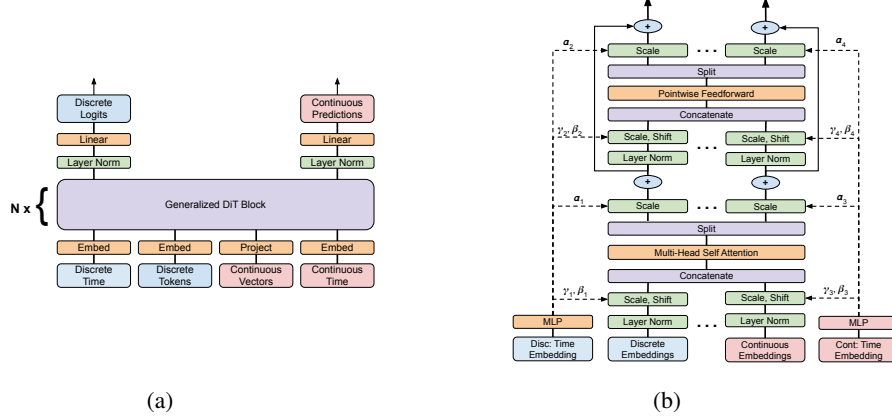 Discrete
Logits
Continuous
Predictions
Linear
Linear
Layer Norm
Layer Norm
N x {
Generalized DiT Block
Embed
Embed
Project
Embed
Discrete
Time
Discrete
Tokens
Continuous
Vectors
Continuous
Time
(a)
+
+
α₂
Scale
...
Scale
α₄
Split
Pointwise Feedforward
Concatenate
γ₂, β₂
Scale, Shift
Scale, Shift
γ₄, β₄
Layer Norm
...
Layer Norm
+
+
α₁
Scale
...
Scale
α₃
Split
Multi-Head Self Attention
Concatenate
γ₁, β₁
Scale, Shift
Scale, Shift
γ₃, β₃
MLP
Layer Norm
...
Layer Norm
MLP
Disc. Time
Embedding
Discrete
Embeddings
Continuous
Embeddings
Cont. Time
Embedding
(b)